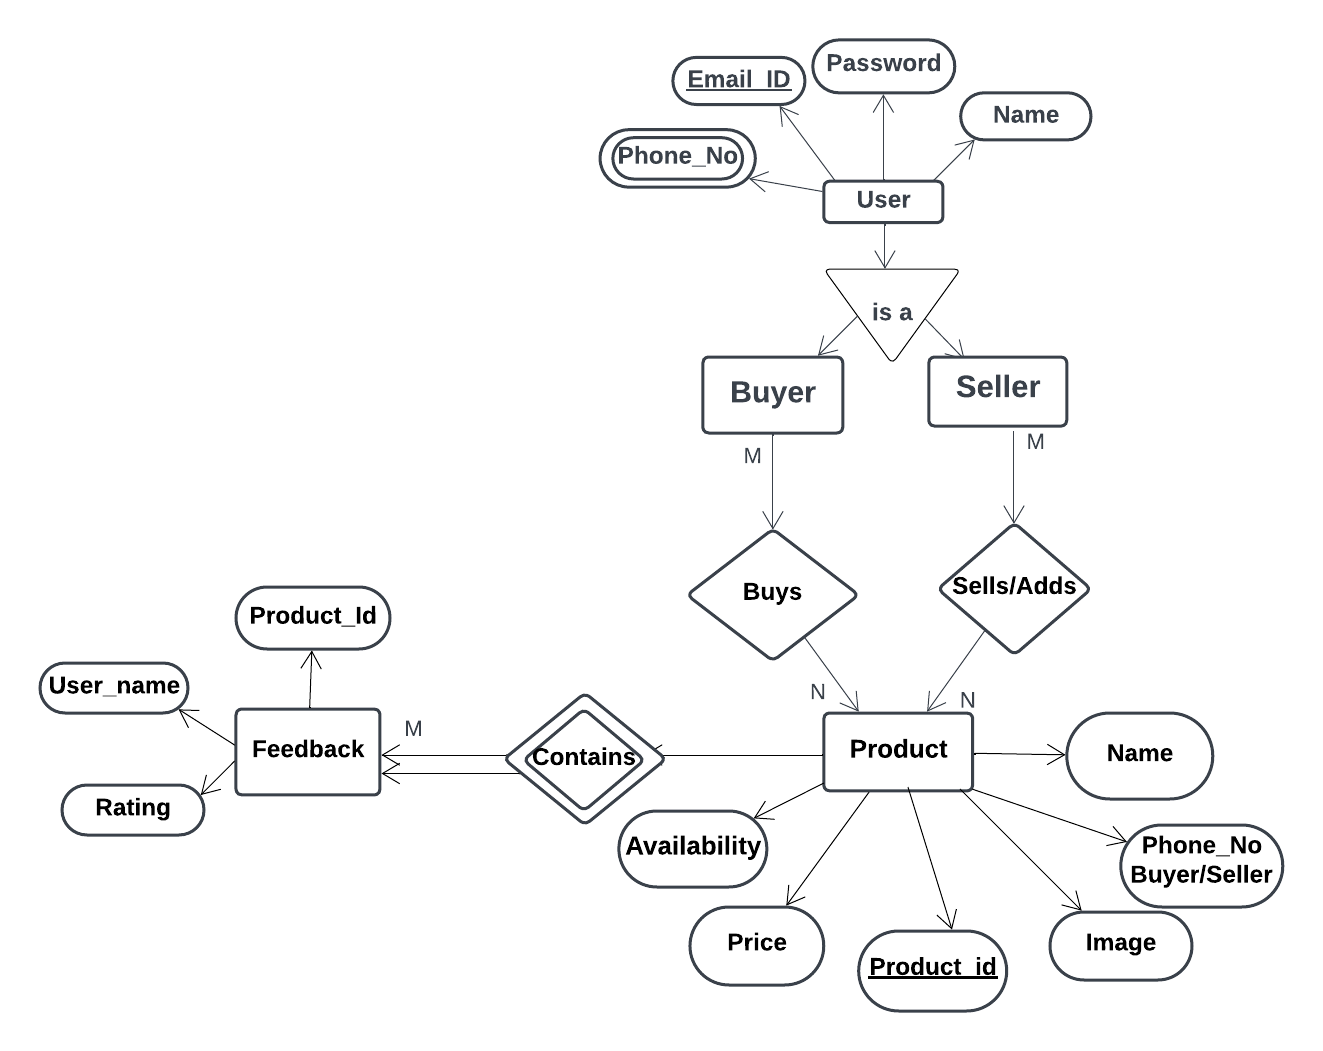 Password
Email_ID
Name
Phone_No
User
is a
Buyer
Seller
M
M
Buys
Sells/Adds
Product_Id
User_name
N
N
M
Feedback
Contains
Product
Name
Rating
Availability
Phone_No
Buyer/Seller
Price
Image
Product_id